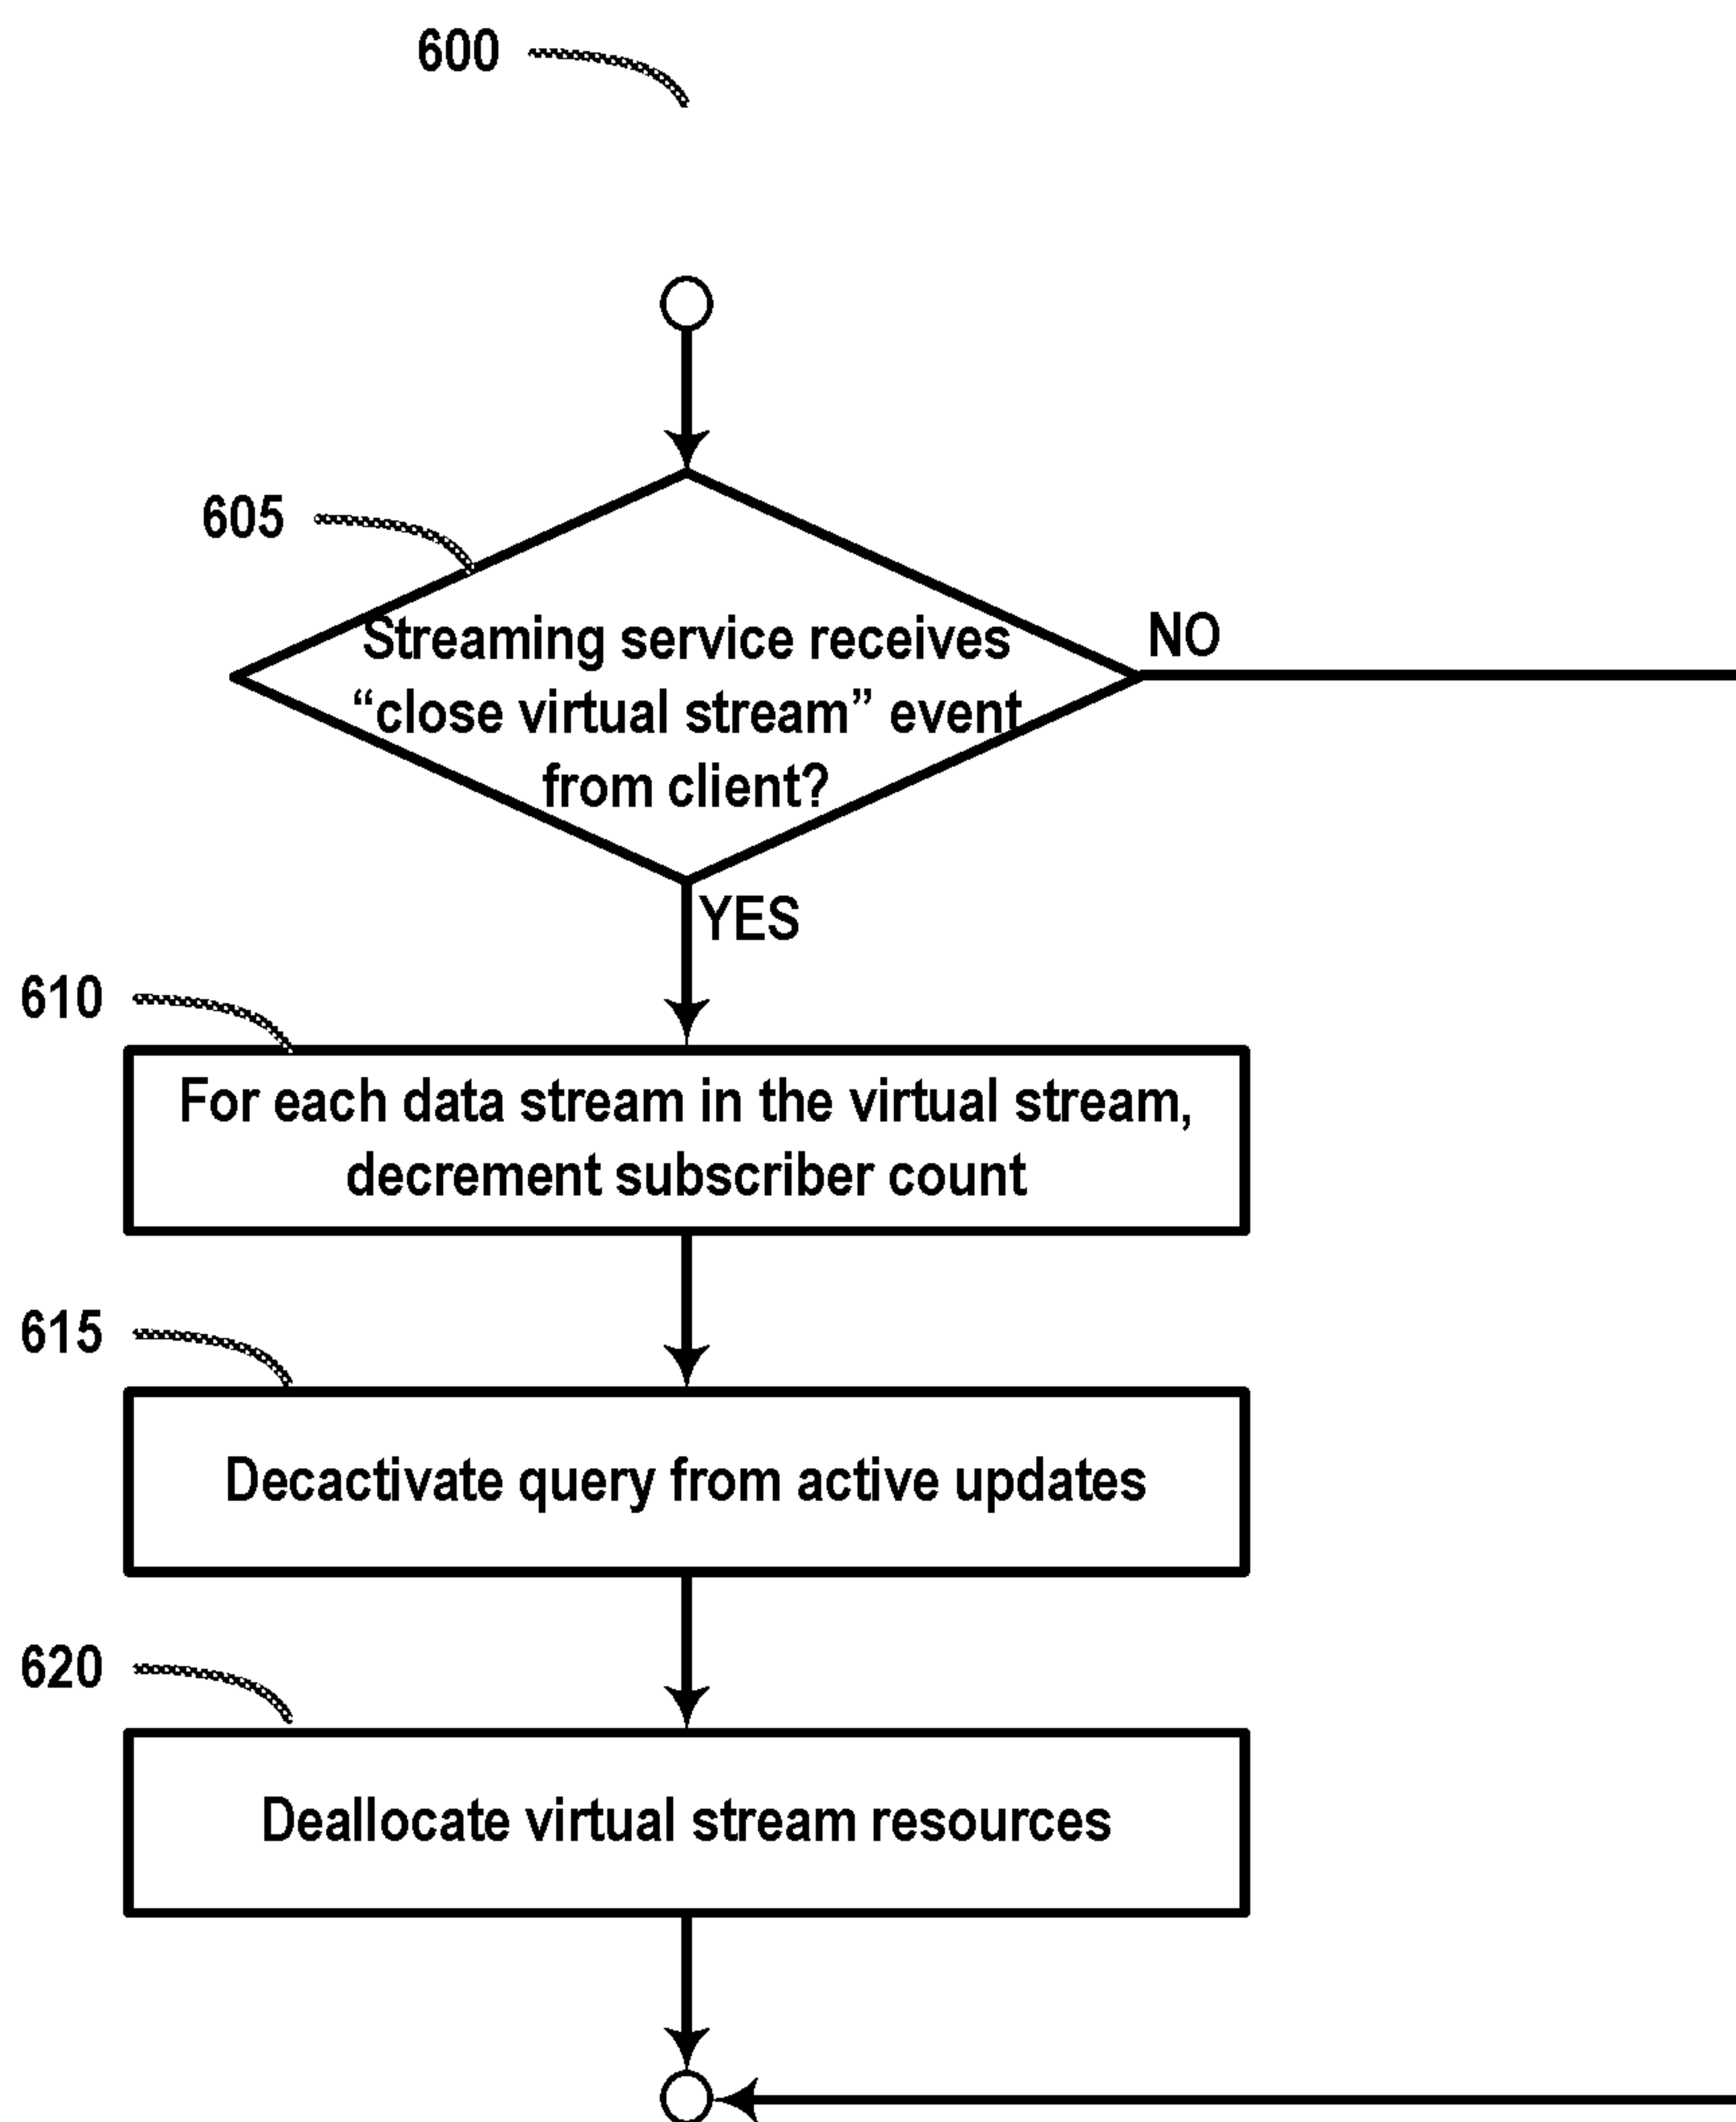 600
605
Streaming service receives
“close virtual stream” event
from client?
NO
YES
610
For each data stream in the virtual stream,
decrement subscriber count
615
Decactivate query from active updates
620
Deallocate virtual stream resources